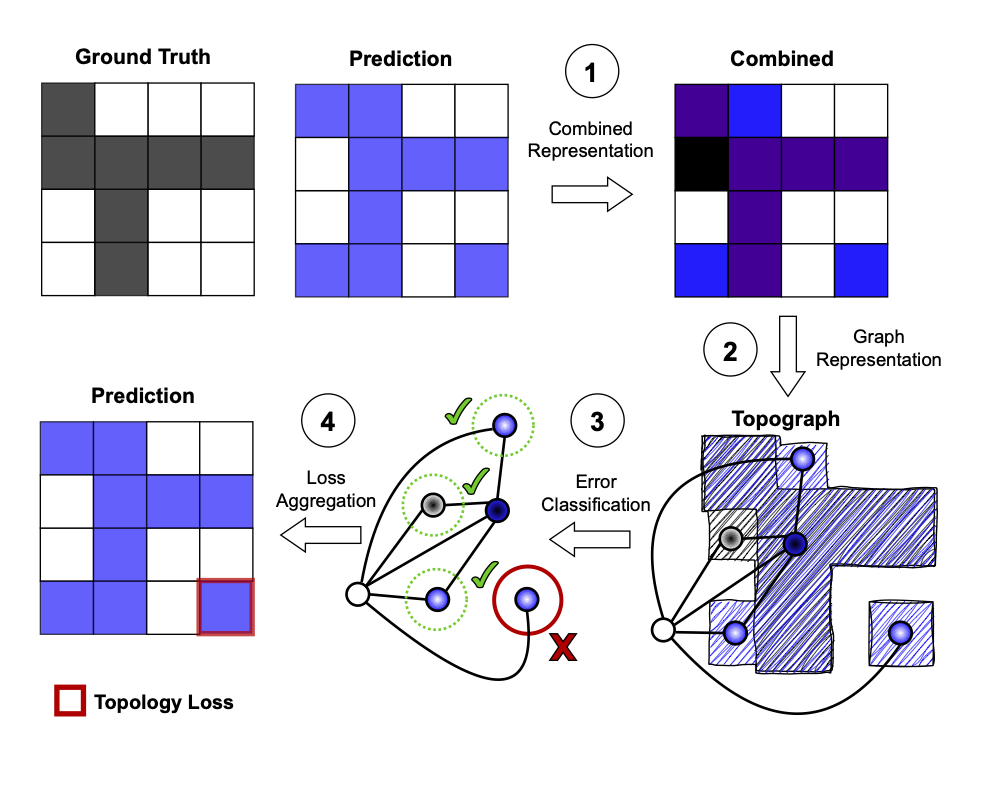 Ground Truth
Prediction
1
Combined
Representation
Combined
2
Graph
Representation
Topograph
3
Error
Classification
X
4
Loss
Aggregation
Prediction
Topology Loss